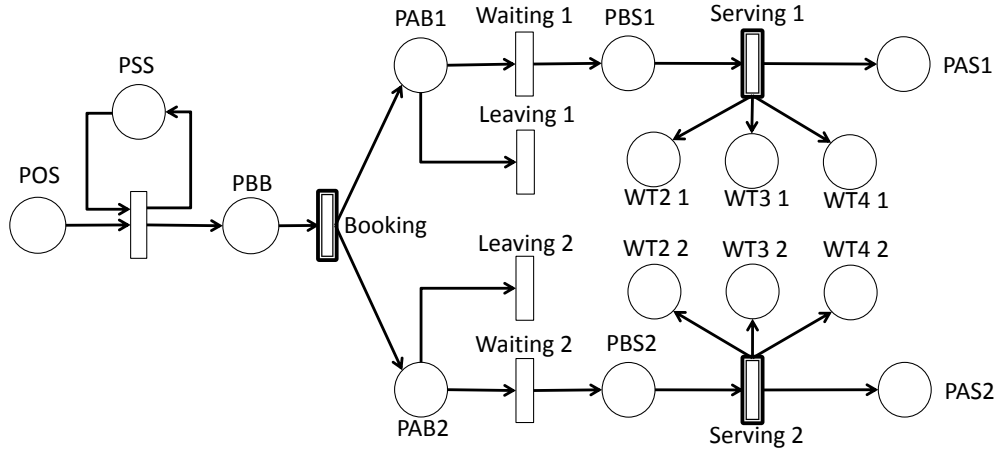 PAB1
Waiting 1
PBS1
Serving 1
PSS
PAS1
Leaving 1
POS
PBB
WT2 1
WT3 1
WT4 1
Booking
Leaving 2
WT2 2
WT3 2
WT4 2
Waiting 2
PBS2
PAS2
PAB2
Serving 2